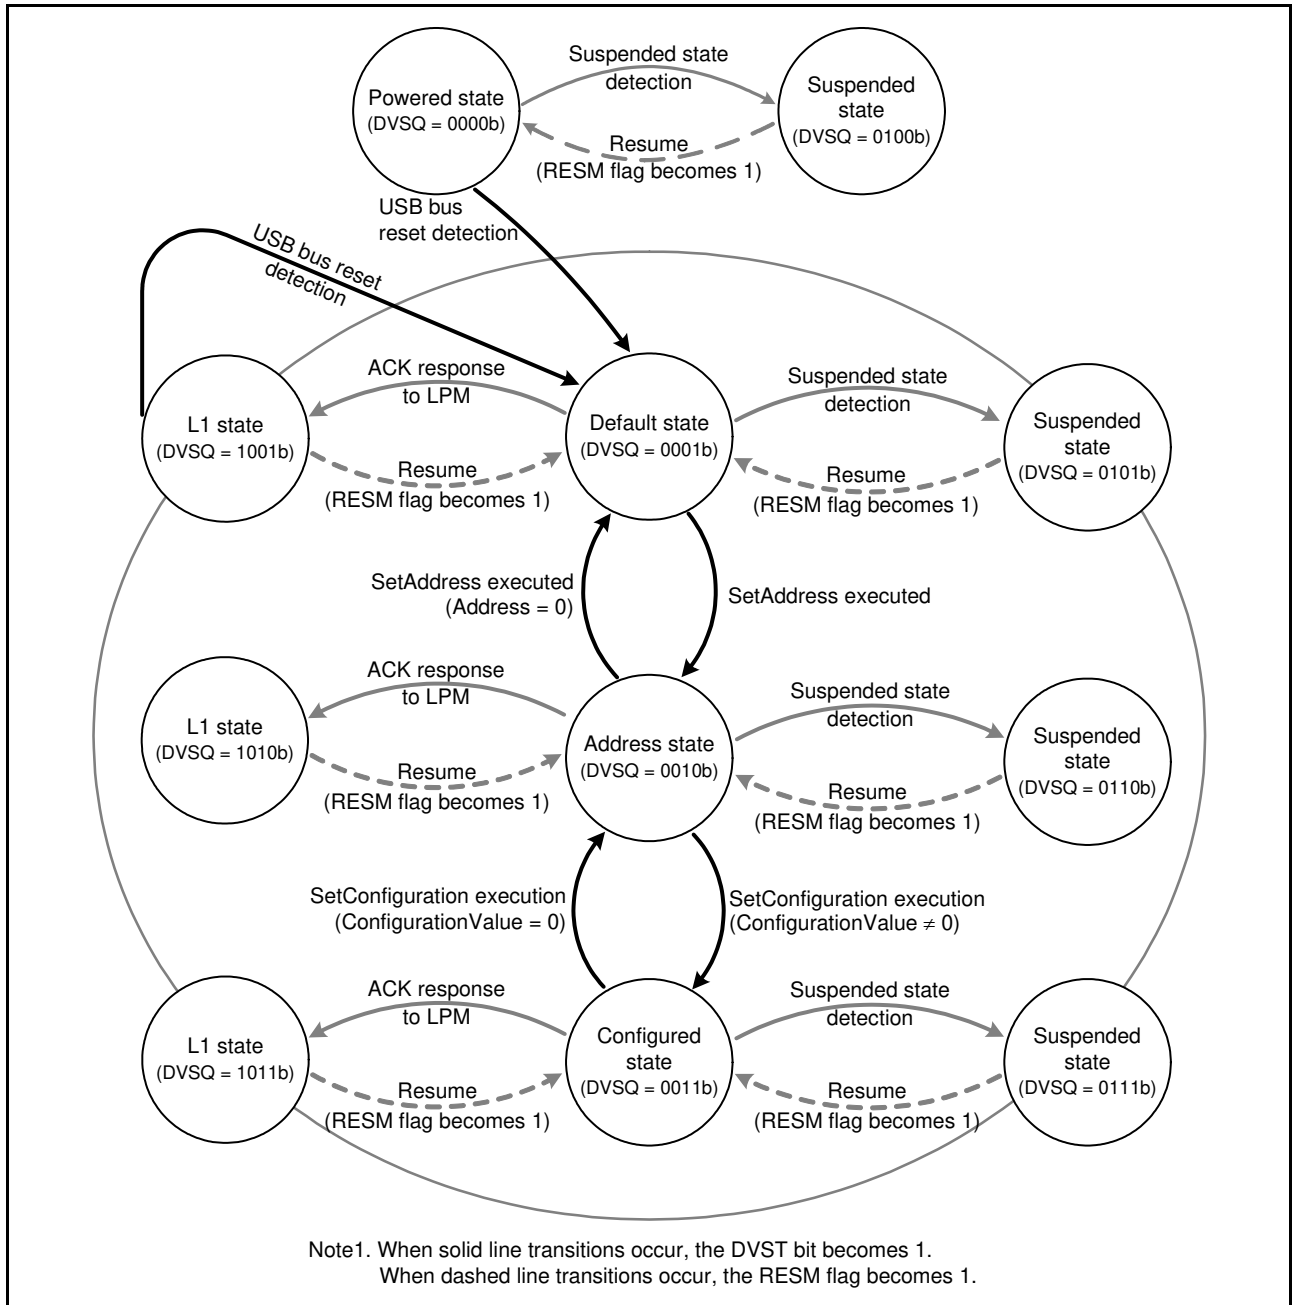 Powered state
(DVSQ = 0000b)
Suspended state
detection
Resume
(RESM flag becomes 1)
Suspended
state
(DVSQ = 0100b)
USB bus
reset detection
USB bus reset
detection
L1 state
(DVSQ = 1001b)
ACK response
to LPM
Resume
(RESM flag becomes 1)
Default state
(DVSQ = 0001b)
Suspended state
detection
Resume
(RESM flag becomes 1)
Suspended
state
(DVSQ = 0101b)
SetAddress executed
(Address = 0)
SetAddress executed
L1 state
(DVSQ = 1010b)
ACK response
to LPM
Resume
(RESM flag becomes 1)
Address state
(DVSQ = 0010b)
Suspended state
detection
Resume
(RESM flag becomes 1)
Suspended
state
(DVSQ = 0110b)
SetConfiguration execution
(ConfigurationValue = 0)
SetConfiguration execution
(ConfigurationValue ≠ 0)
L1 state
(DVSQ = 1011b)
ACK response
to LPM
Resume
(RESM flag becomes 1)
Configured
state
(DVSQ = 0011b)
Suspended state
detection
Resume
(RESM flag becomes 1)
Suspended
state
(DVSQ = 0111b)
Note1. When solid line transitions occur, the DVST bit becomes 1.
When dashed line transitions occur, the RESM flag becomes 1.